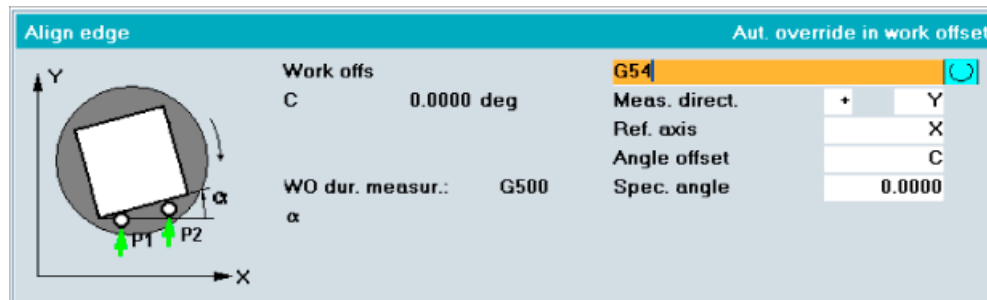 Align edge Aut. override in work offset
Y Work offs G54
C 0.0000 deg Meas. direct. + Y
Ref. axis X
Angle offset C
α WO dur. measur.: G500 Spec. angle 0.0000
α
P1 P2
X